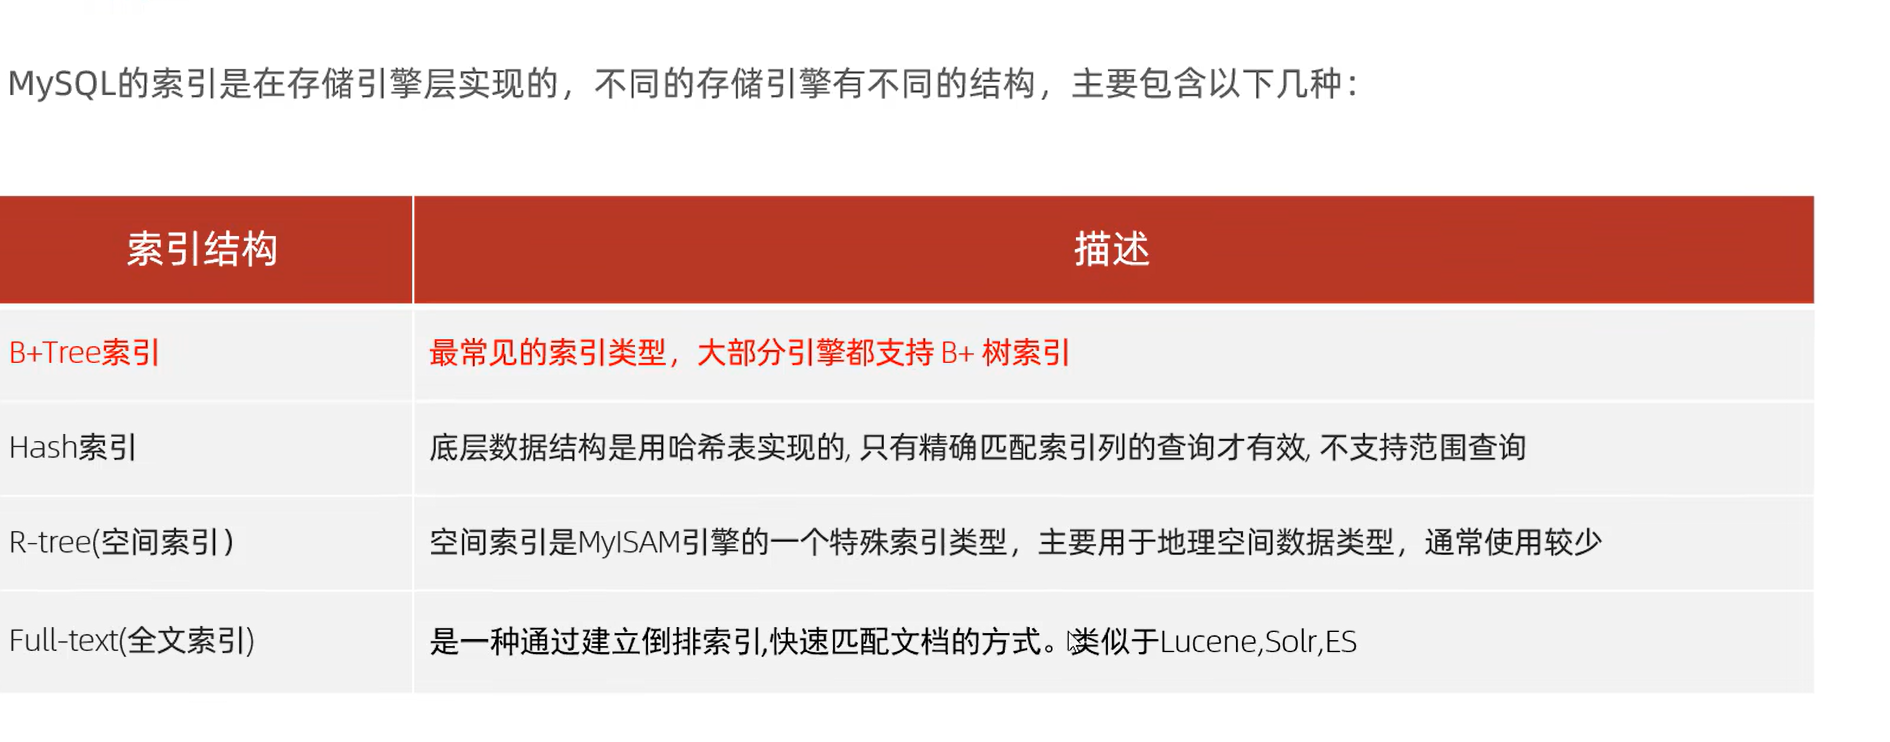 MySQL的索引是在存储引擎层实现的，不同的存储引擎有不同的结构，主要包含以下几种：
索引结构 描述
B+Tree索引 最常见的索引类型，大部分引擎都支持 B+ 树索引
Hash索引 底层数据结构是用哈希表实现的, 只有精确匹配索引列的查询才有效, 不支持范围查询
R-tree(空间索引） 空间索引是MyISAM引擎的一个特殊索引类型，主要用于地理空间数据类型，通常使用较少
Full-text(全文索引) 是一种通过建立倒排索引,快速匹配文档的方式。类似于Lucene,Solr,ES